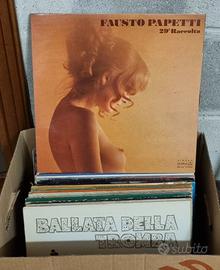 FAUSTO PAPETTI
29ª Raccolta
BALLATA DELLA
TROMBA
subito